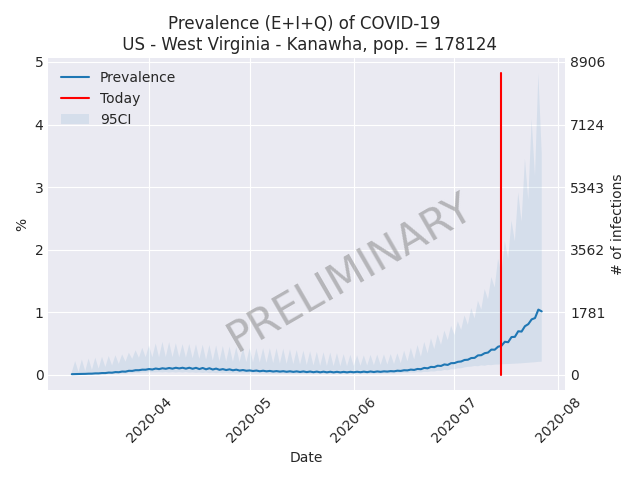 Prevalence (E+I+Q) of COVID-19
US - West Virginia - Kanawha, pop. = 178124
Prevalence
Today
95CI
5
4
3
2
1
0
%
8906
7124
5343
3562
1781
0
# of infections
PRELIMINARY
2020-04
2020-05
2020-06
2020-07
2020-08
Date